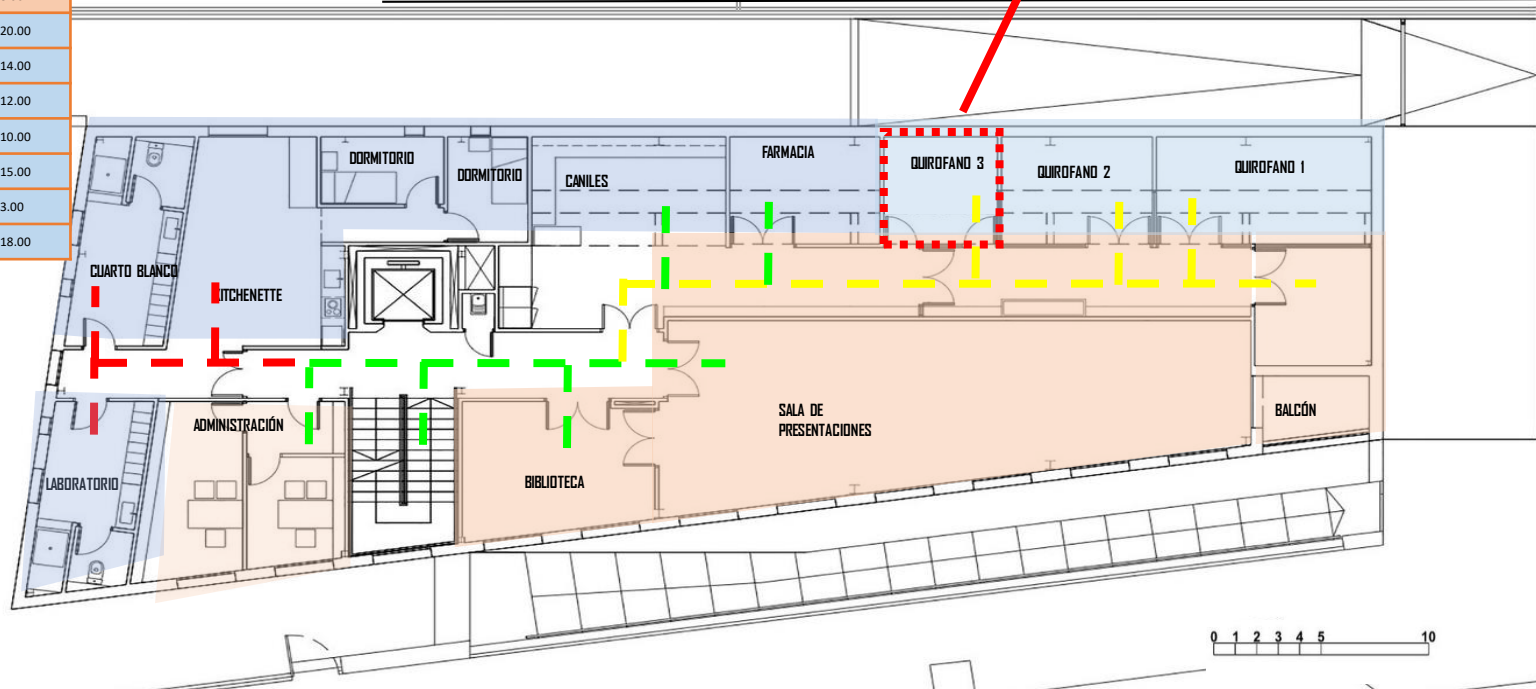 20.00
14.00
12.00
10.00
15.00
3.00
18.00
DORMITORIO
DORMITORIO
CANILES
FARMACIA
QUIROFANO 3
QUIROFANO 2
QUIROFANO 1
CUARTO BLANCO
ITCHENETTE
ADMINISTRACIÓN
LABORATORIO
BIBLIOTECA
SALA DE
PRESENTACIONES
BALCÓN
0 1 2 3 4 5 10